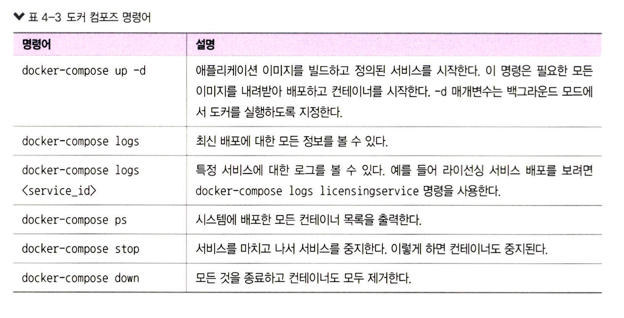 표 4-3 도커 컴포즈 명령어
명령어 설명
docker-compose up -d 애플리케이션 이미지를 빌드하고 정의된 서비스를 시작한다. 이 명령은 필요한 모든
이미지를 내려받아 배포하고 컨테이너를 시작한다. -d 매개변수는 백그라운드 모드에
서 도커를 실행하도록 지정한다.
docker-compose logs 최신 배포에 대한 모든 정보를 볼 수 있다.
docker-compose logs 특정 서비스에 대한 로그를 볼 수 있다. 예를 들어 라이선싱 서비스 배포를 보려면
<service_id> docker-compose logs licensingservice 명령을 사용한다.
docker-compose ps 시스템에 배포한 모든 컨테이너 목록을 출력한다.
docker-compose stop 서비스를 마치고 나서 서비스를 중지한다. 이렇게 하면 컨테이너도 중지된다.
docker-compose down 모든 것을 종료하고 컨테이너도 모두 제거한다.